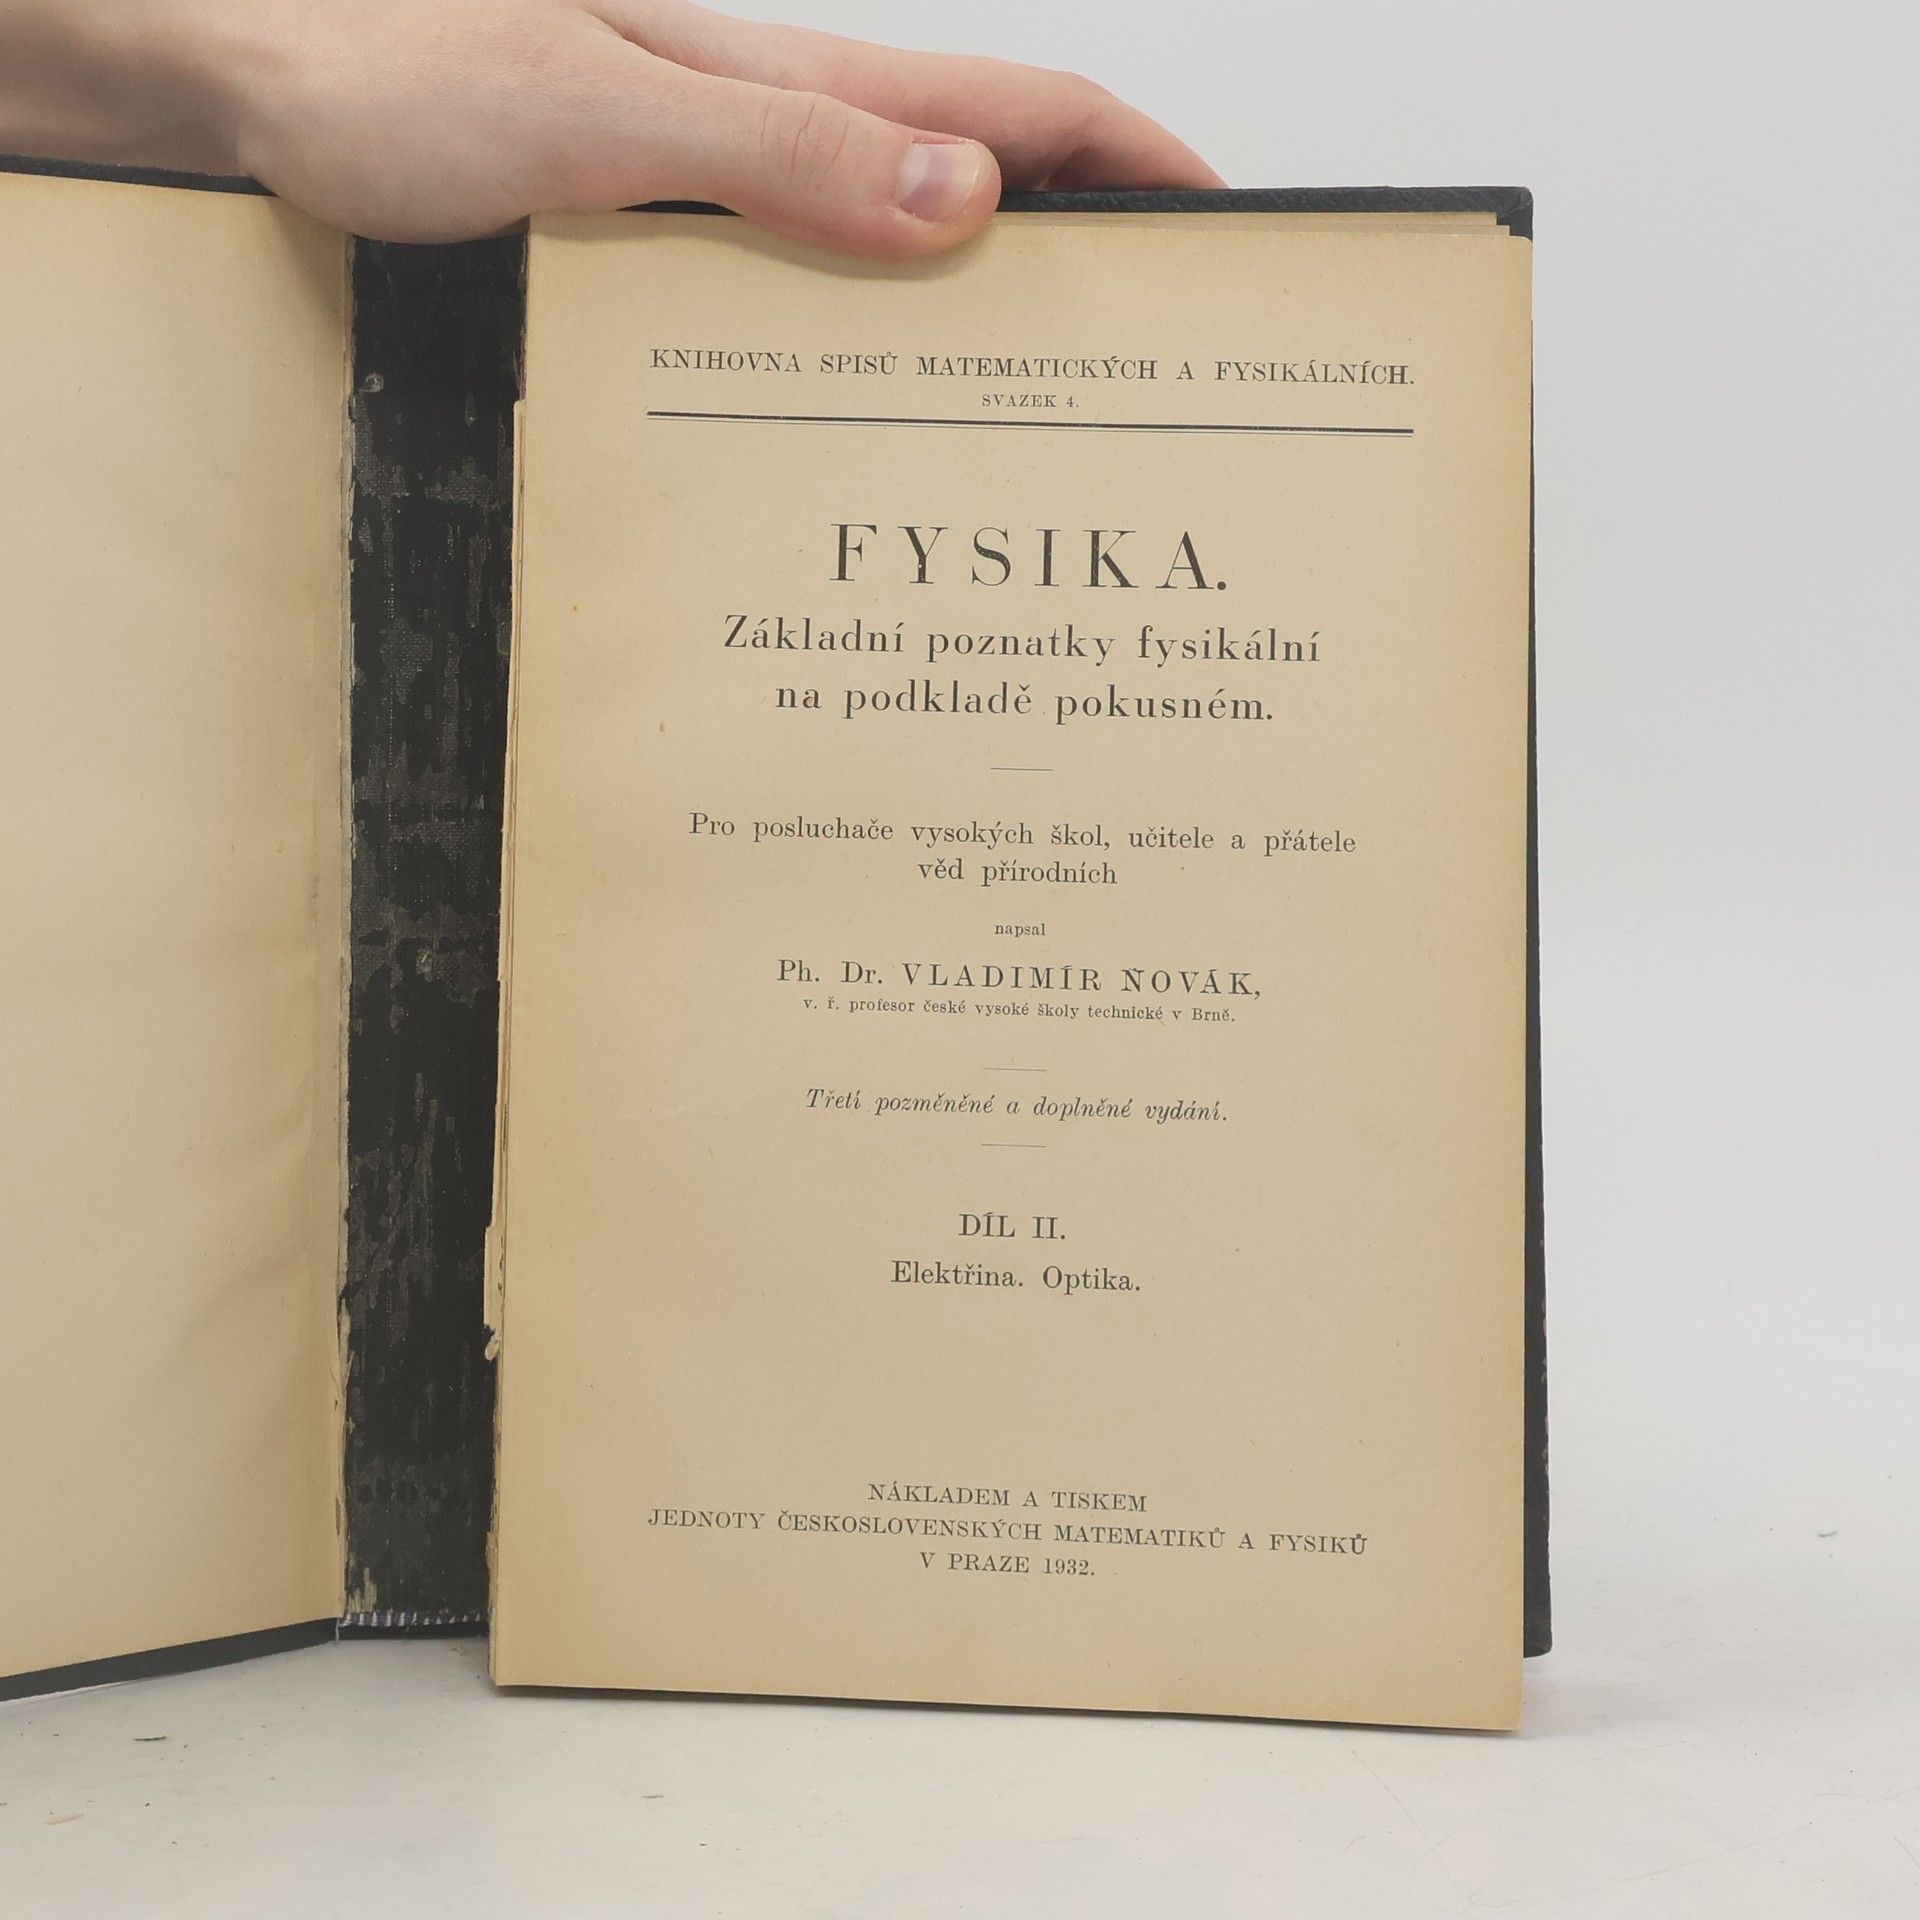 KNIHOVNA SPISŮ MATEMATICKÝCH A FYSIKÁLNÍCH.
SVAZEK 4.
FYSIKA.
Základní poznatky fysikální
na podkladě pokusném.
Pro posluchače vysokých škol, učitele a přátele
věd přírodních
napsal
Ph. Dr. VLADIMÍR NOVÁK,
v. ř. profesor české vysoké školy technické v Brně.
Třetí pozměněné a doplněné vydání.
DÍL II.
Elektřina. Optika.
NÁKLADEM A TISKEM
JEDNOTY ČESKOSLOVENSKÝCH MATEMATIKŮ A FYSIKŮ
V PRAZE 1932.